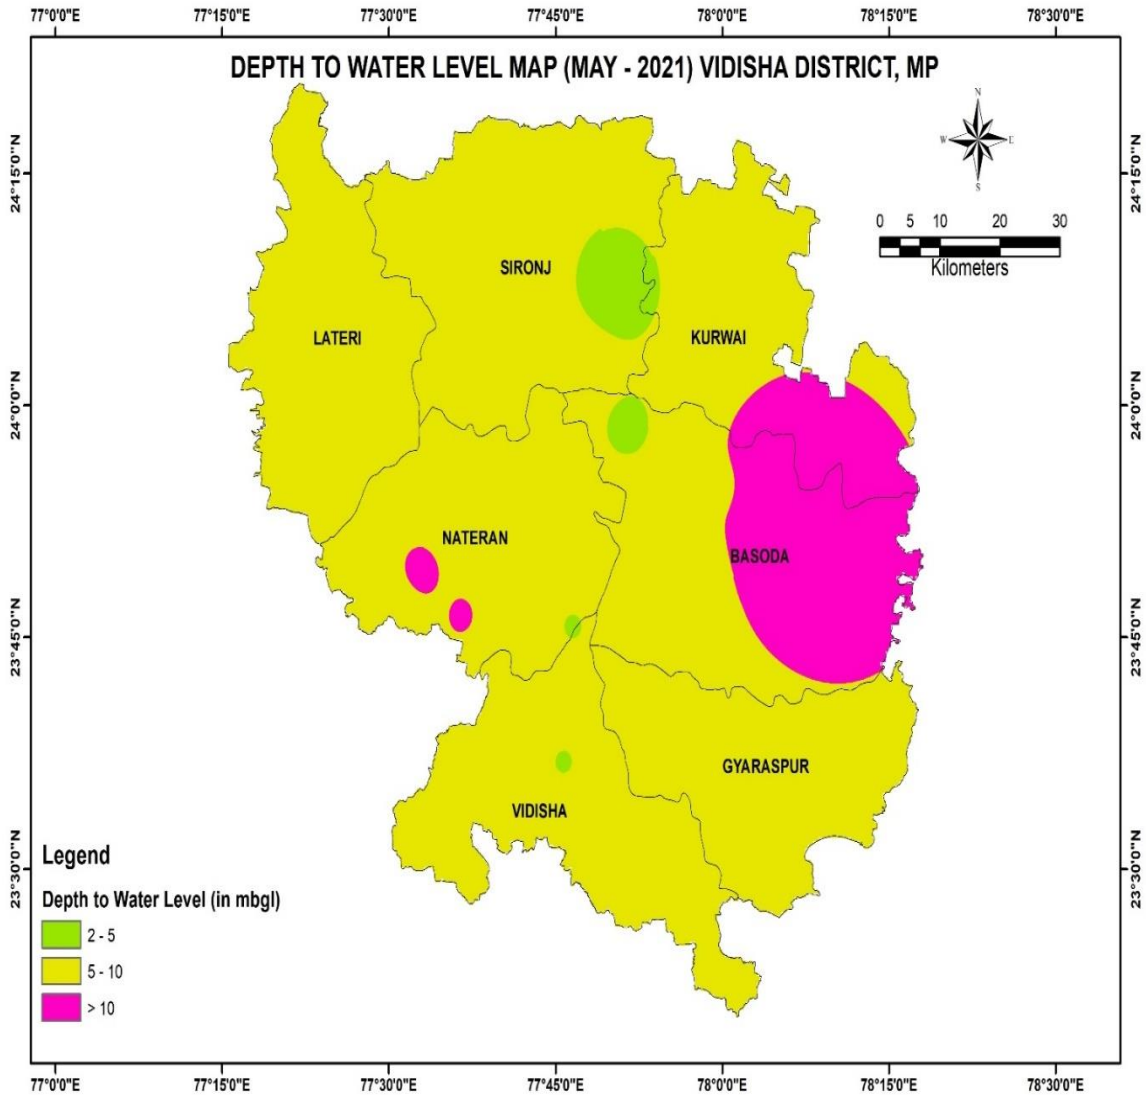 77°0'0"E 77°15'0"E 77°30'0"E 77°45'0"E 78°0'0"E 78°15'0"E 78°30'0"E
DEPTH TO WATER LEVEL MAP (MAY - 2021) VIDISHA DISTRICT, MP
N
W E
S
24°15'0"N 24°15'0"N
0 5 10 20 30
Kilometers
SIRONJ
LATERI KURWAI
24°0'0"N 24°0'0"N
NATERAN
BASODA
23°45'0"N 23°45'0"N
GYARASPUR
VIDISHA
23°30'0"N 23°30'0"N
Legend
Depth to Water Level (in mbgl)
2 - 5
5 - 10
> 10
77°0'0"E 77°15'0"E 77°30'0"E 77°45'0"E 78°0'0"E 78°15'0"E 78°30'0"E